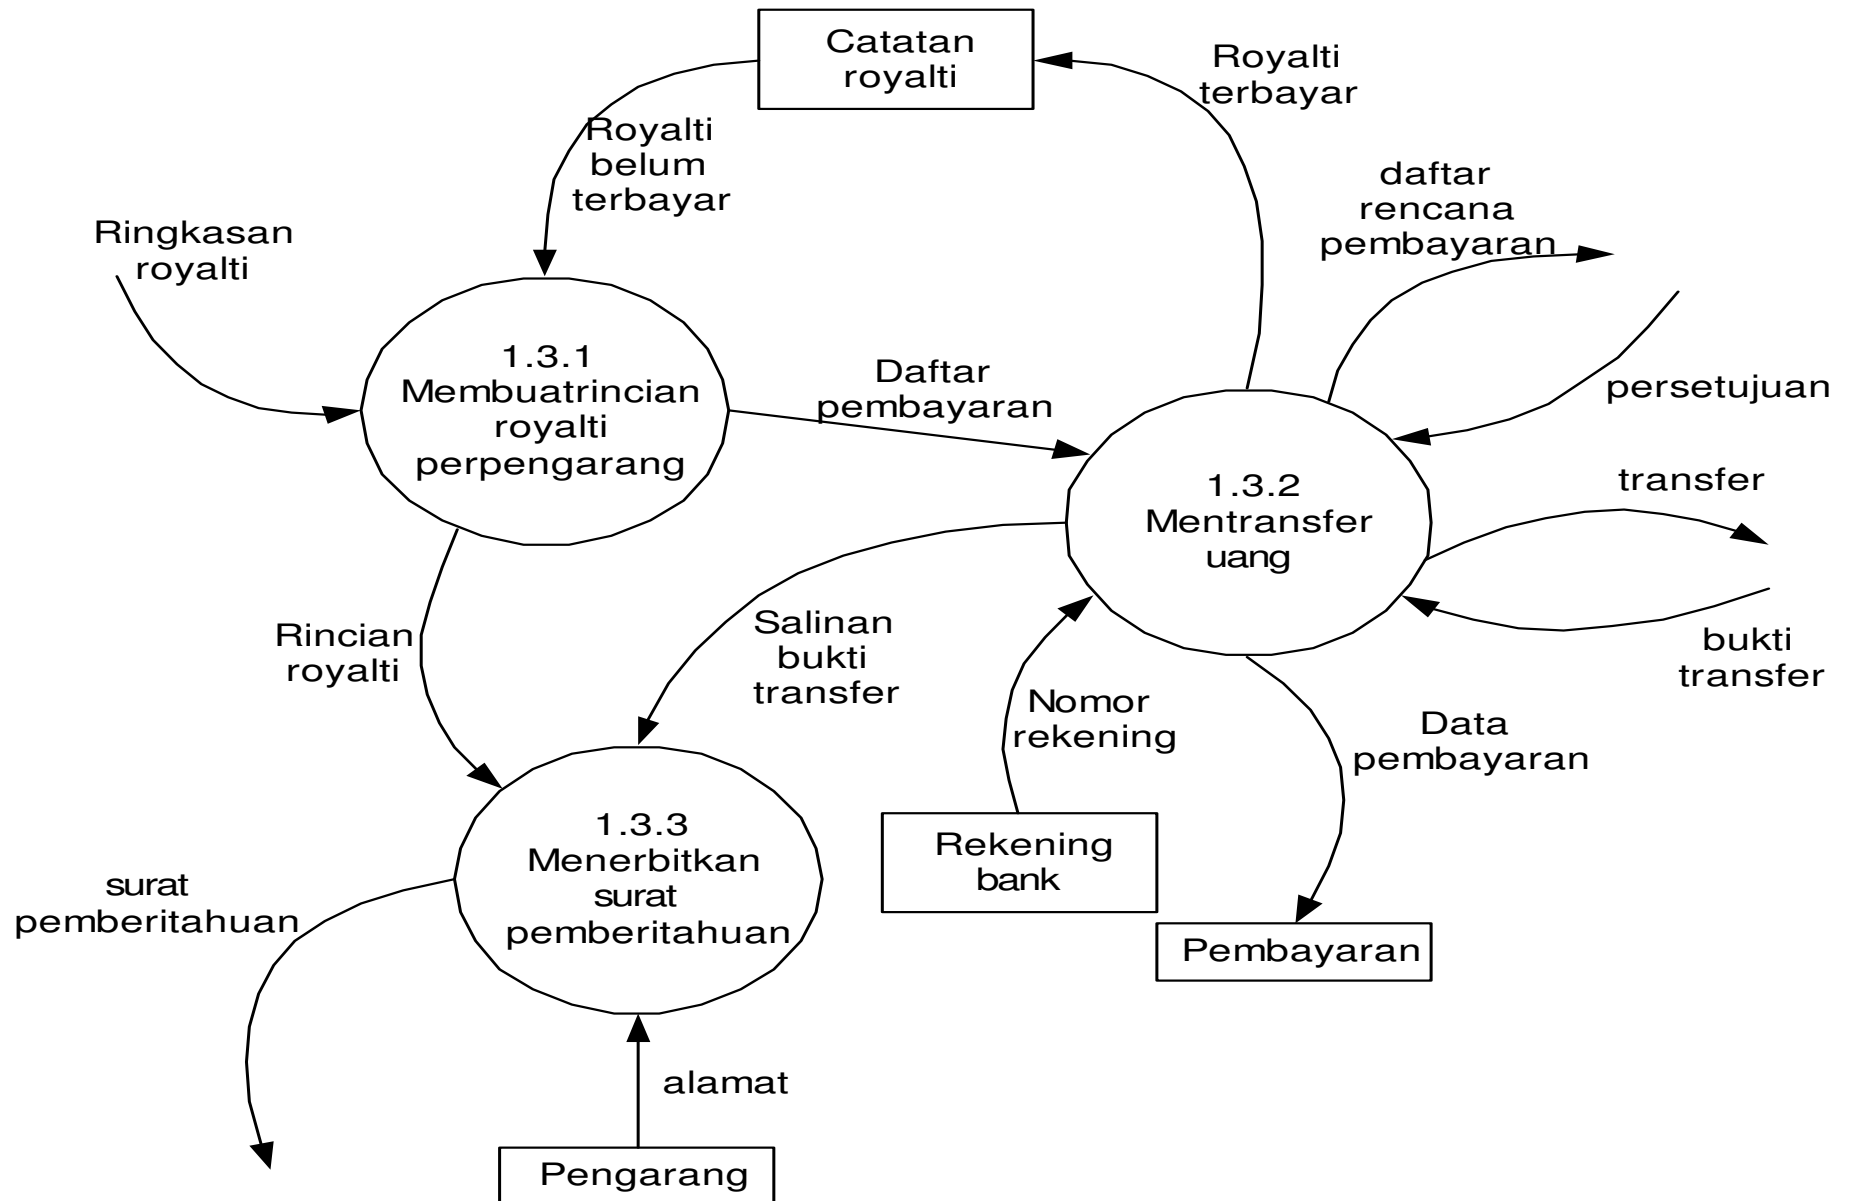 Catatan
royalti
Royalti
terbayar
Royalti
belum
terbayar
daftar
rencana
pembayaran
Ringkasan
royalti
1.3.1
Membuatrincian
royalti
perpengarang
Daftar
pembayaran
persetujuan
1.3.2
Mentransfer
uang
transfer
bukti
transfer
Rincian
royalti
Salinan
bukti
transfer
Nomor
rekening
Data
pembayaran
1.3.3
Menerbitkan
surat
pemberitahuan
Rekening
bank
surat
pemberitahuan
Pembayaran
alamat
Pengarang